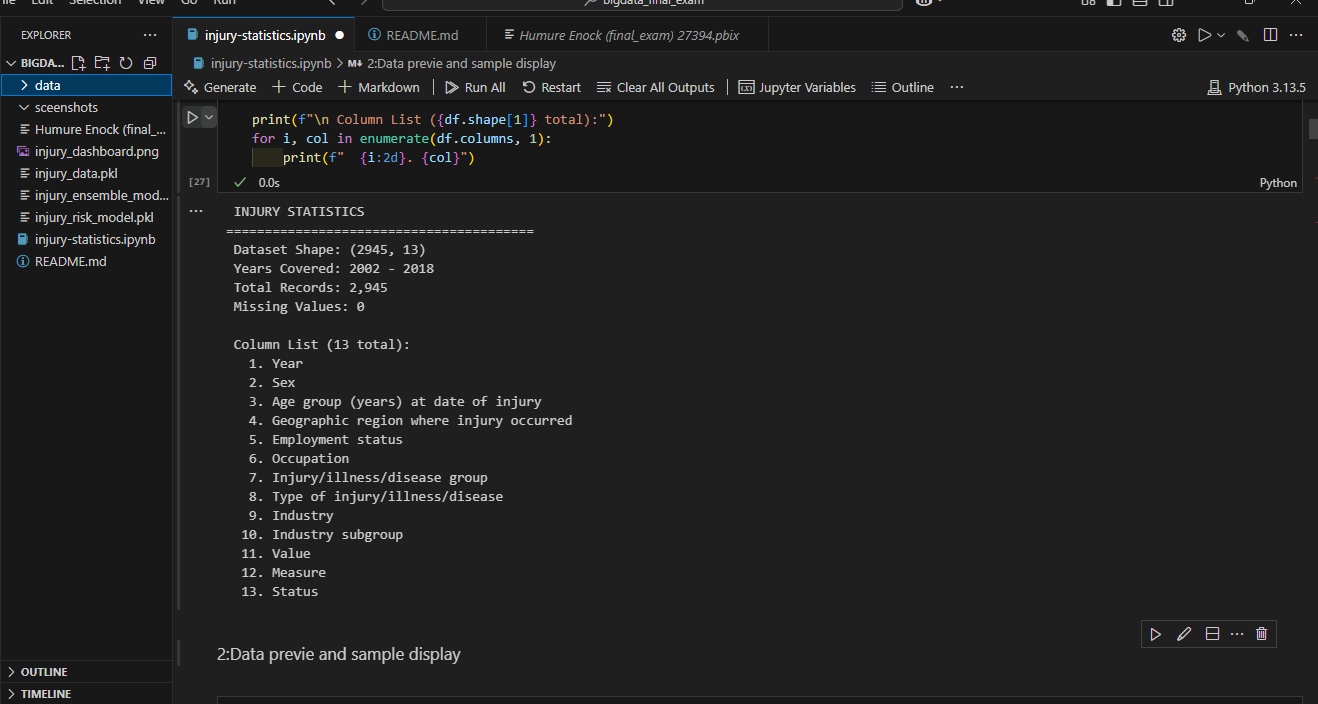 File Edit Selection View Go Run
bigdata_final_exam
EXPLORER
injury-statistics.ipynb
README.md
Humure Enock (final_exam) 27394.pbix
BIGDA...
injury-statistics.ipynb > M↓ 2:Data previe and sample display
data
Generate + Code + Markdown Run All Restart Clear All Outputs Jupyter Variables Outline ... Python 3.13.5
sceenshots
Humure Enock (final_...
injury_dashboard.png
injury_data.pkl
injury_ensemble_mod...
injury_risk_model.pkl
injury-statistics.ipynb
README.md
print(f"\n Column List ({df.shape[1]} total):")
for i, col in enumerate(df.columns, 1):
print(f"  {i:2d}. {col}")
[27]
0.0s
Python
INJURY STATISTICS
========================================
Dataset Shape: (2945, 13)
Years Covered: 2002 - 2018
Total Records: 2,945
Missing Values: 0
Column List (13 total):
1. Year
2. Sex
3. Age group (years) at date of injury
4. Geographic region where injury occurred
5. Employment status
6. Occupation
7. Injury/illness/disease group
8. Type of injury/illness/disease
9. Industry
10. Industry subgroup
11. Value
12. Measure
13. Status
2:Data previe and sample display
OUTLINE
TIMELINE